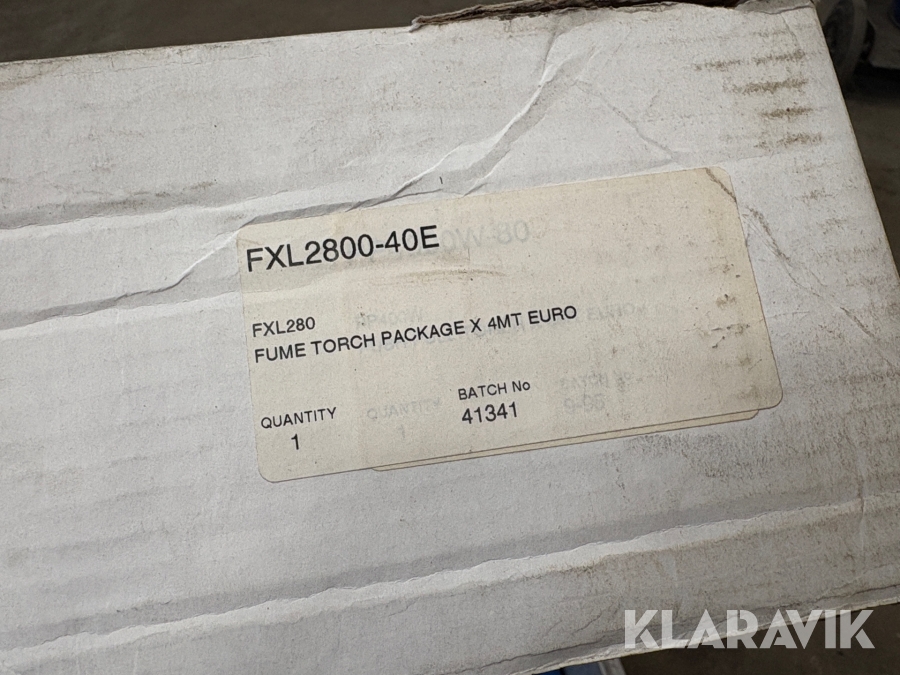 FXL2800-40E
FXL280
FUME TORCH PACKAGE X 4MT EURO
QUANTITY
1
BATCH No
41341
KLARAVIK